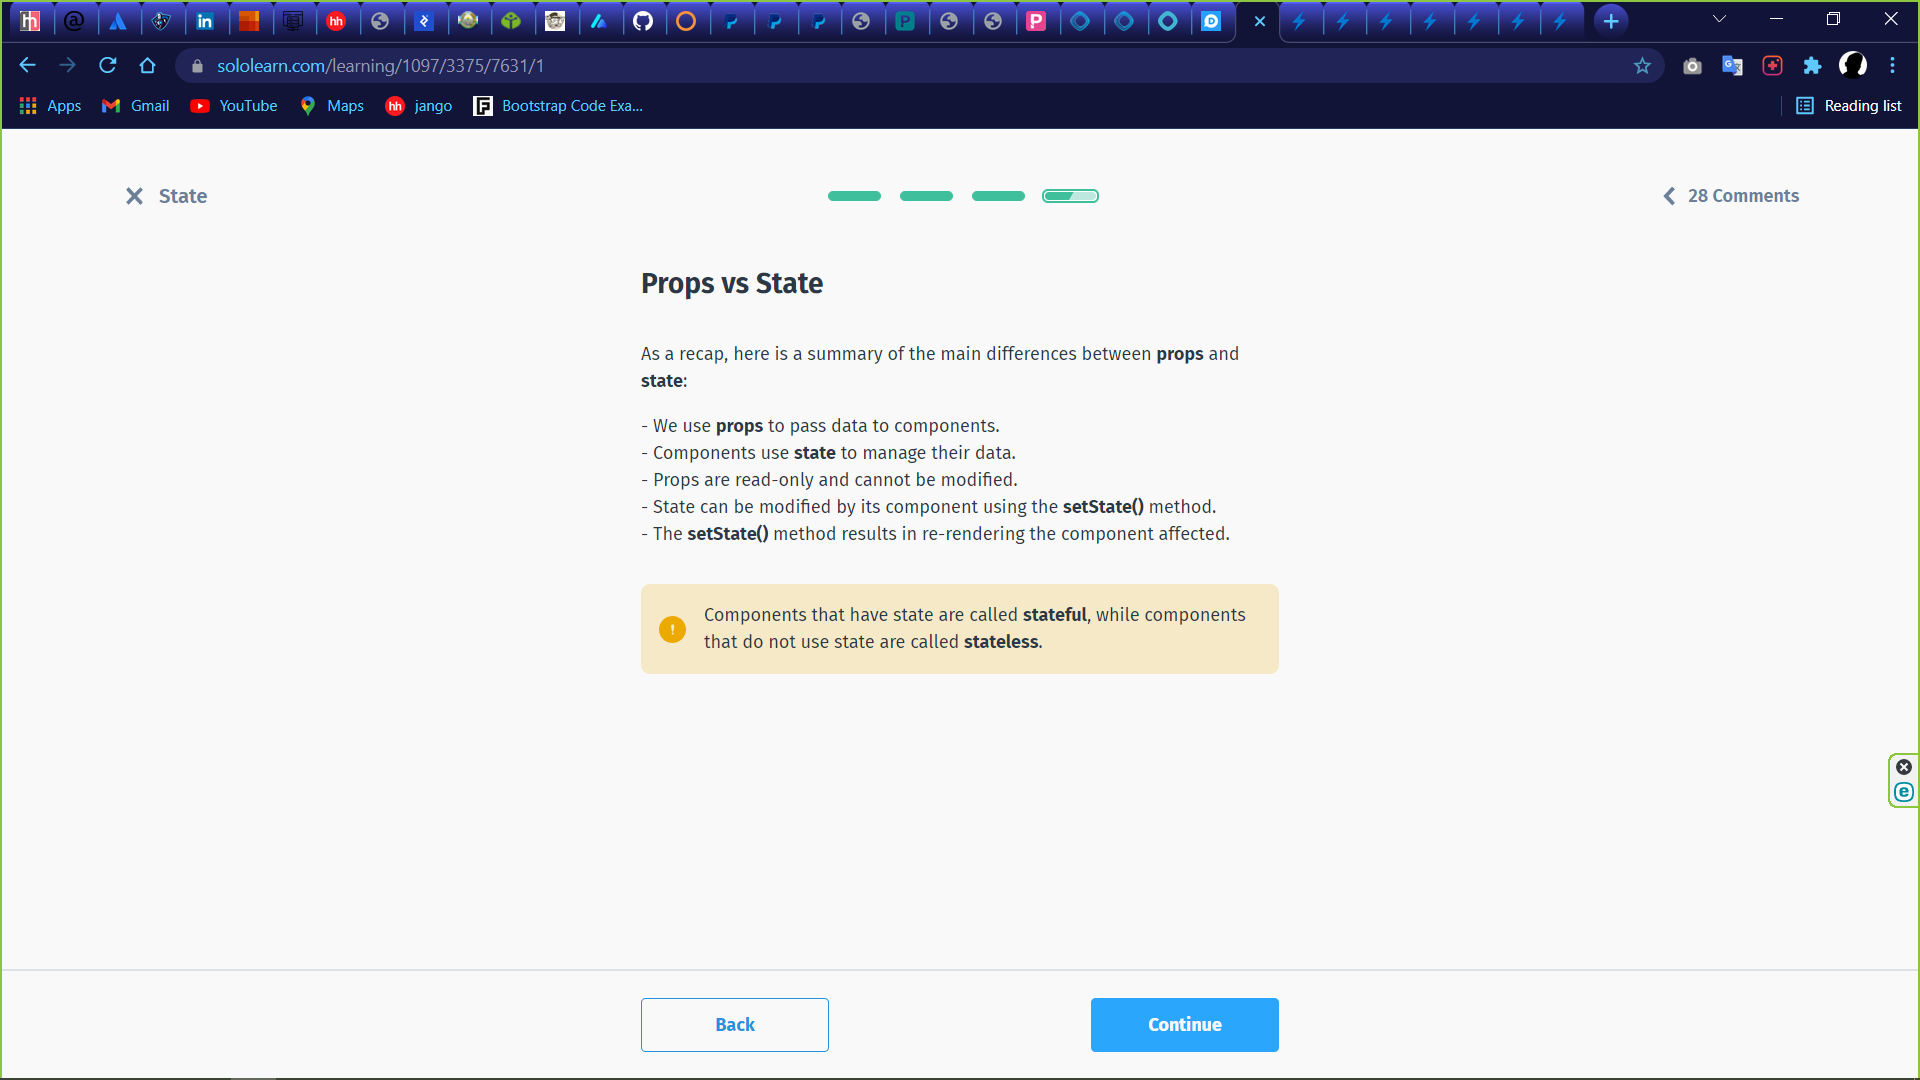 sololearn.com/learning/1097/3375/7631/1
Apps
Gmail
YouTube
Maps
jango
Bootstrap Code Exa...
Reading list
State
28 Comments
Props vs State
As a recap, here is a summary of the main differences between props and
state:
- We use props to pass data to components.
- Components use state to manage their data.
- Props are read-only and cannot be modified.
- State can be modified by its component using the setState() method.
- The setState() method results in re-rendering the component affected.
Components that have state are called stateful, while components
that do not use state are called stateless.
Back
Continue